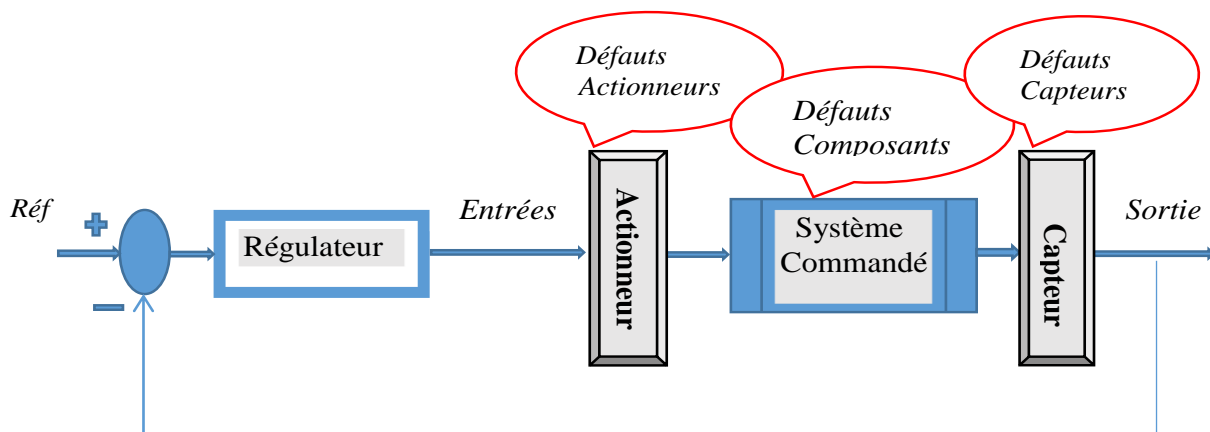 Défauts
Actionneurs
Défauts
Composants
Défauts
Capteurs
Réf
+
Régulateur
Entrées
Actionneur
Système
Commandé
Capteur
Sortie
−